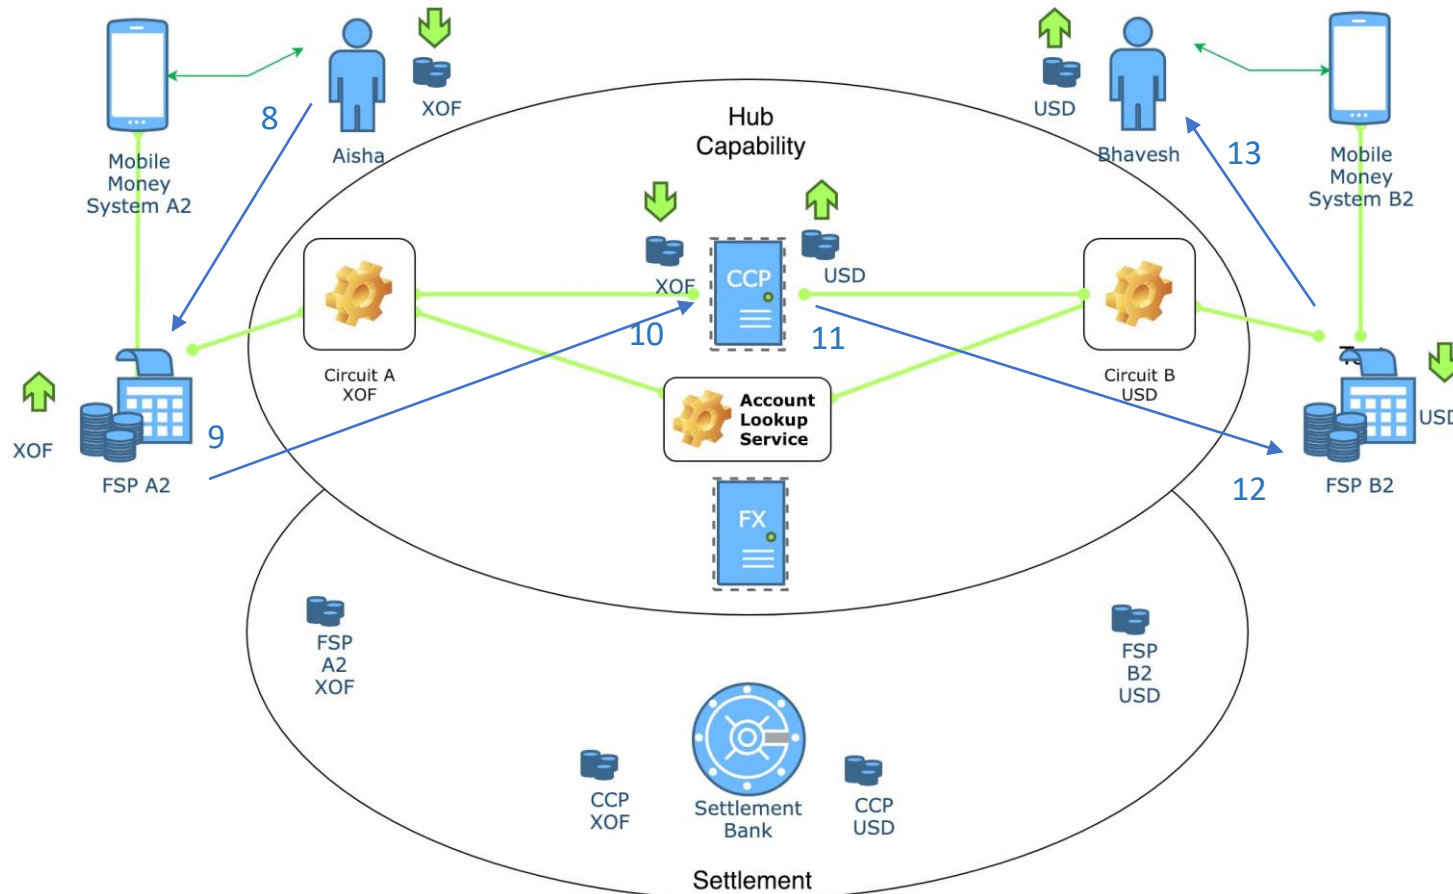 8
XOF
Aisha
Mobile
Money
System A2
Hub
Capability
USD
Bhavesh
13
Mobile
Money
System B2
XOF
CCP
USD
10
11
Circuit A
XOF
Circuit B
USD
Account
Lookup
Service
XOF
9
FSP A2
USD
12
FSP B2
FX
FSP
A2
XOF
FSP
B2
USD
CCP
XOF
Settlement
Bank
CCP
USD
Settlement